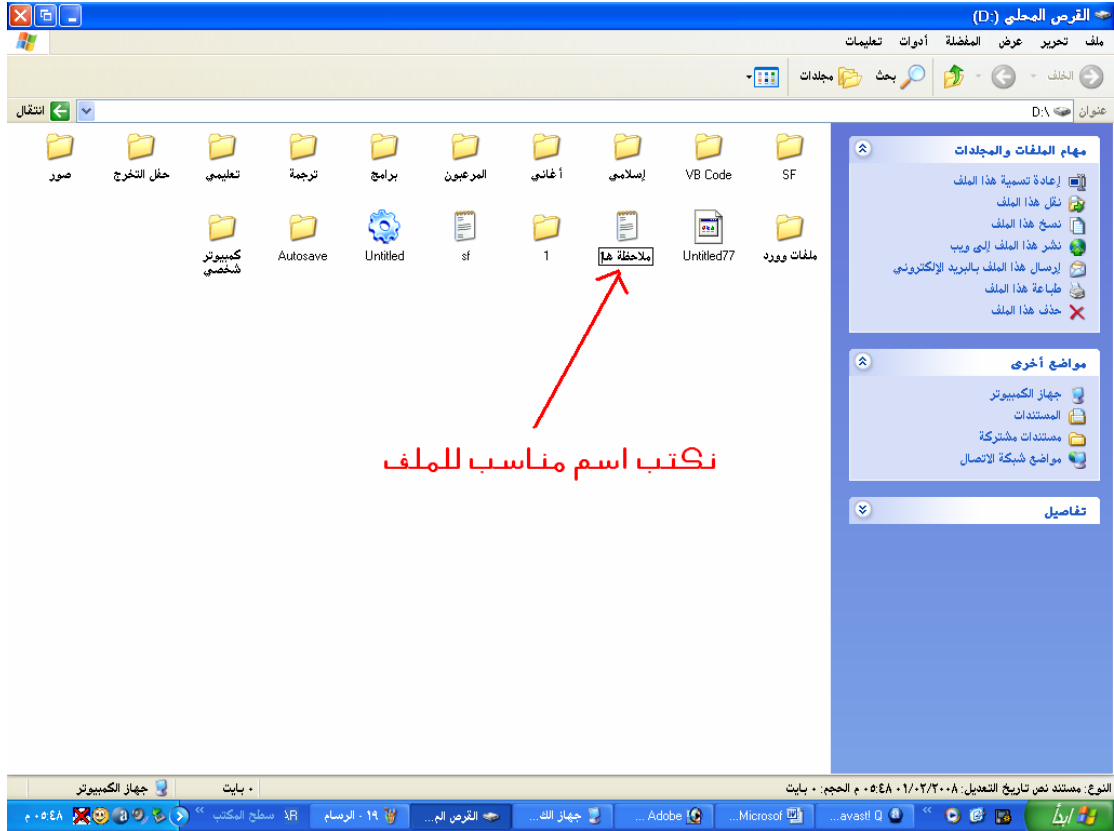 القرص المحلي (D:)
ملف تحرير عرض المفضلة أدوات تعليمات
الخلف بحث مجلدات
عنوان D:\ انتقال
مهام الملفات والمجلدات
إعادة تسمية هذا الملف
نقل هذا الملف
نسخ هذا الملف
نشر هذا الملف إلى ويب
إرسال هذا الملف بالبريد الإلكتروني
طباعة هذا الملف
حذف هذا الملف
مواضع أخرى
جهاز الكمبيوتر
المستندات
مستندات مشتركة
مواضع شبكة الاتصال
تفاصيل
SF VB Code إسلامي أغاني المرعبون برامج ترجمة تعليمي حفل التخرج صور
ملفات وورد Untitled77 ملاحظة ها 1 sf Untitled Autosave كمبيوتر
شخصي
نكتب اسم مناسب للملف
النوع: مستند نص تاريخ التعديل: ٠١/٠٢/٢٠٠٨ ٠٥:٤٨ م الحجم: ٠ بايت ٠ بايت جهاز الكمبيوتر
ابدأ avast! Q... Microsof... Adobe ... جهاز الك... القرص الم... ١٩ - الرسام AR سطح المكتب ٠٥:٤٨ م